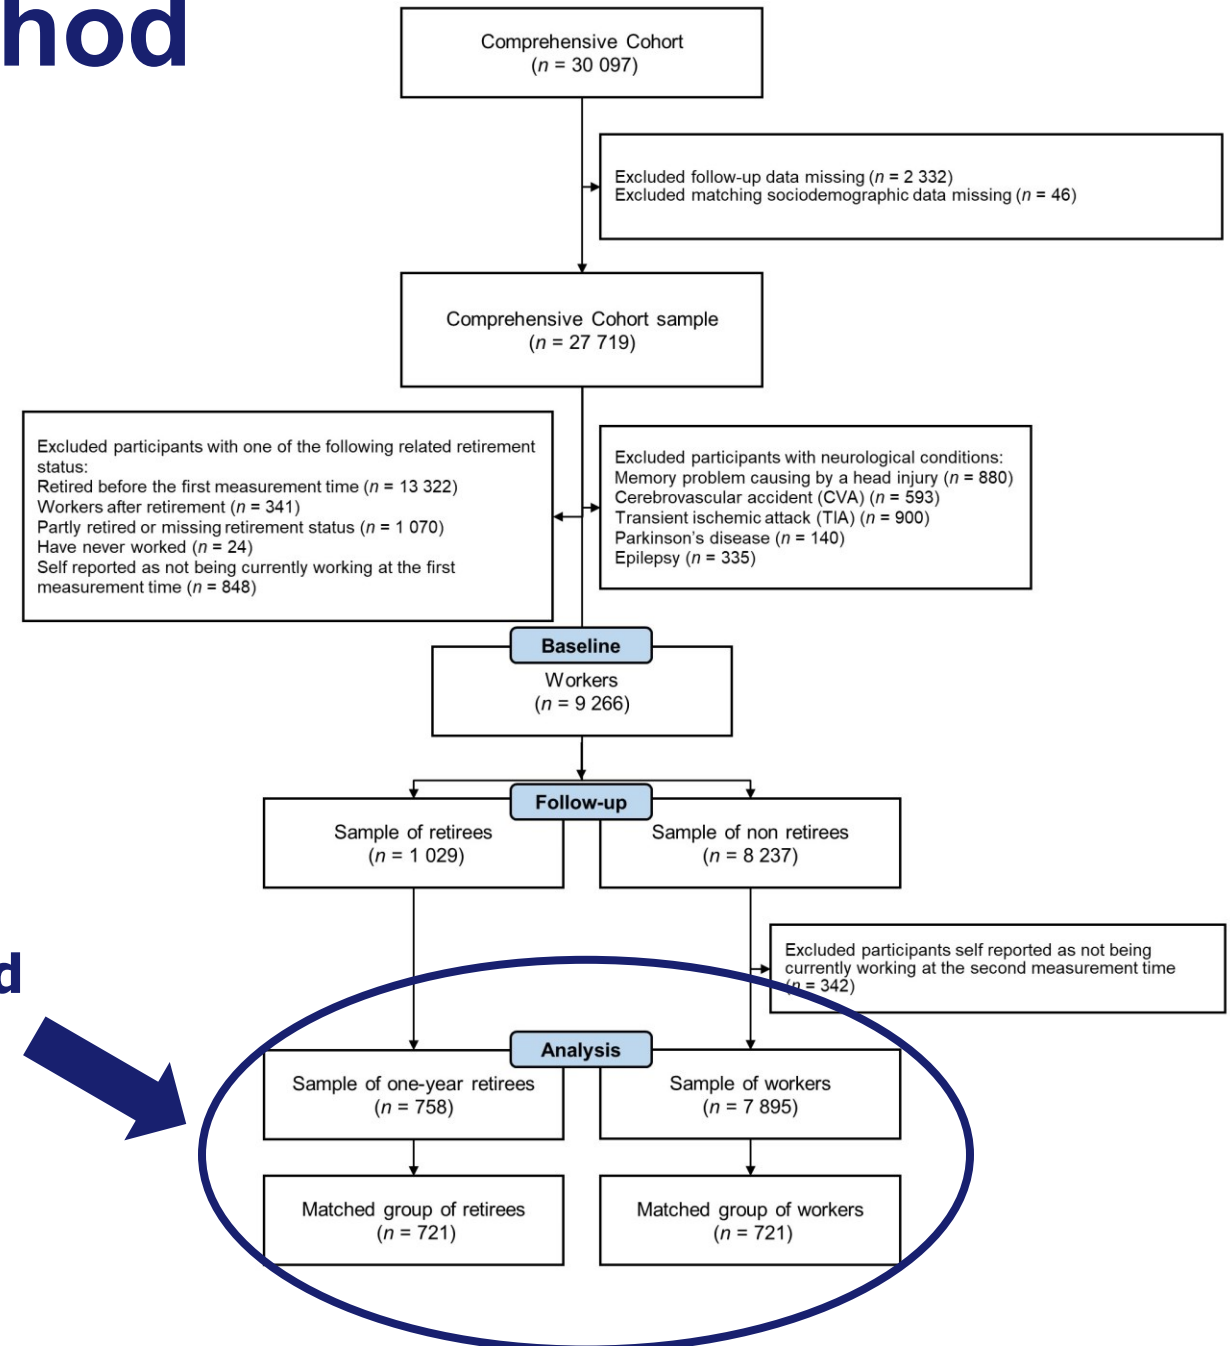 hod
Comprehensive Cohort
(n = 30 097)
Excluded follow-up data missing (n = 2 332)
Excluded matching sociodemographic data missing (n = 46)
Comprehensive Cohort sample
(n = 27 719)
Excluded participants with one of the following related retirement
status:
Retired before the first measurement time (n = 13 322)
Workers after retirement (n = 341)
Partly retired or missing retirement status (n = 1 070)
Have never worked (n = 24)
Self reported as not being currently working at the first
measurement time (n = 848)
Excluded participants with neurological conditions:
Memory problem causing by a head injury (n = 880)
Cerebrovascular accident (CVA) (n = 593)
Transient ischemic attack (TIA) (n = 900)
Parkinson's disease (n = 140)
Epilepsy (n = 335)
Baseline
Workers
(n = 9 266)
Follow-up
Sample of retirees
(n = 1 029)
Sample of non retirees
(n = 8 237)
Excluded participants self reported as not being
currently working at the second measurement time
(n = 342)
d
Analysis
Sample of one-year retirees
(n = 758)
Sample of workers
(n = 7 895)
Matched group of retirees
(n = 721)
Matched group of workers
(n = 721)